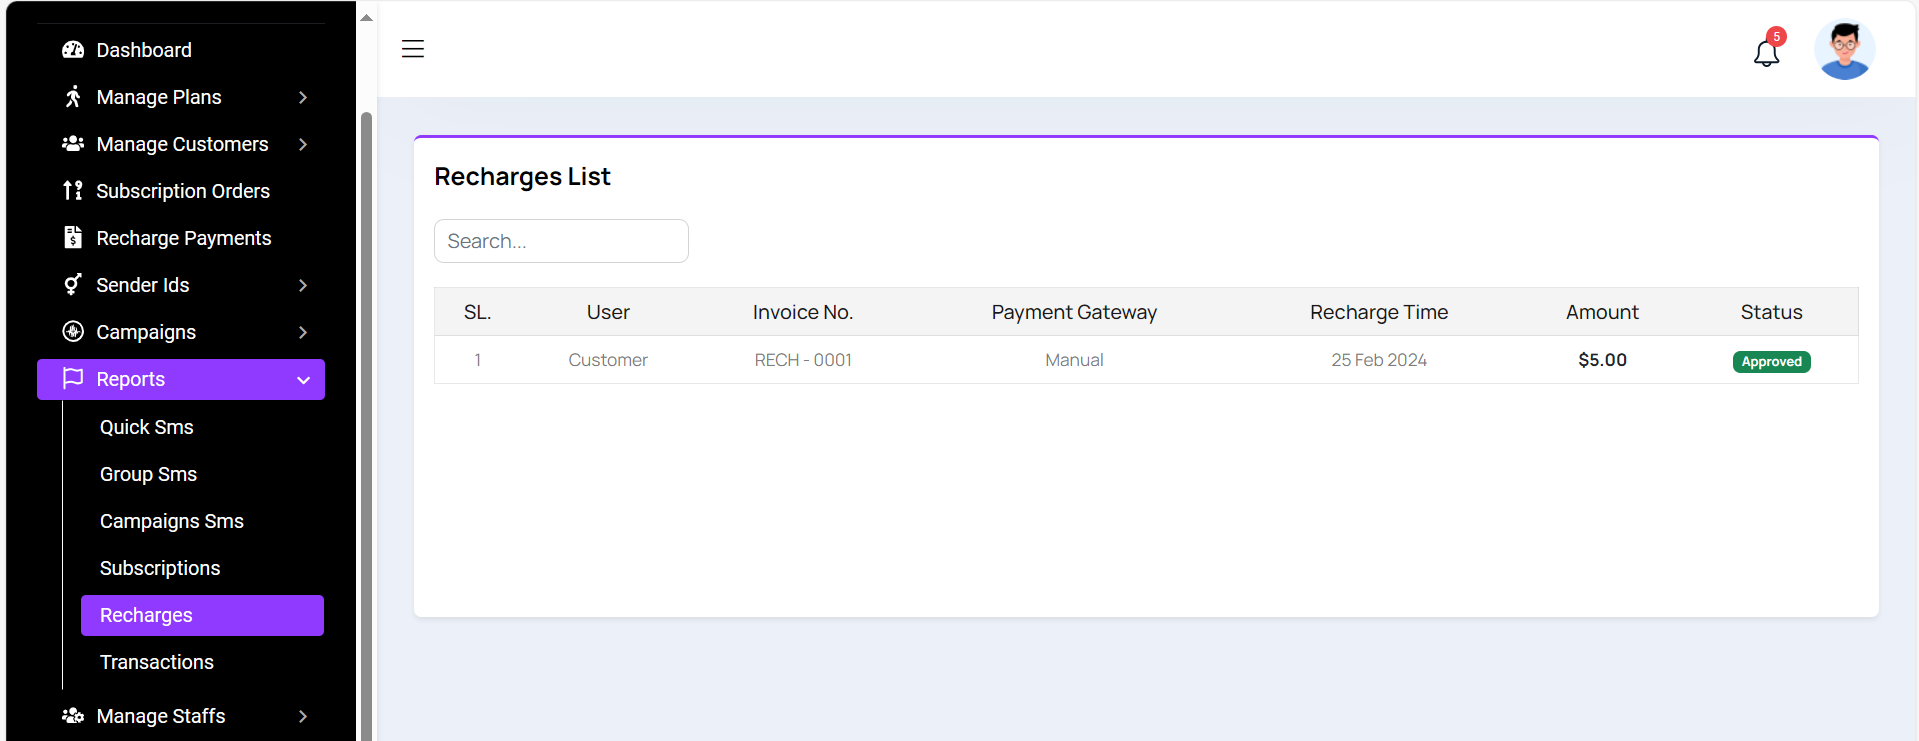 Dashboard
Manage Plans
Manage Customers
Subscription Orders
Recharge Payments
Sender Ids
Campaigns
Reports
Quick Sms
Group Sms
Campaigns Sms
Subscriptions
Recharges
Transactions
Manage Staffs
5
Recharges List
Search...
SL. User Invoice No. Payment Gateway Recharge Time Amount Status
1 Customer RECH - 0001 Manual 25 Feb 2024 $5.00 Approved